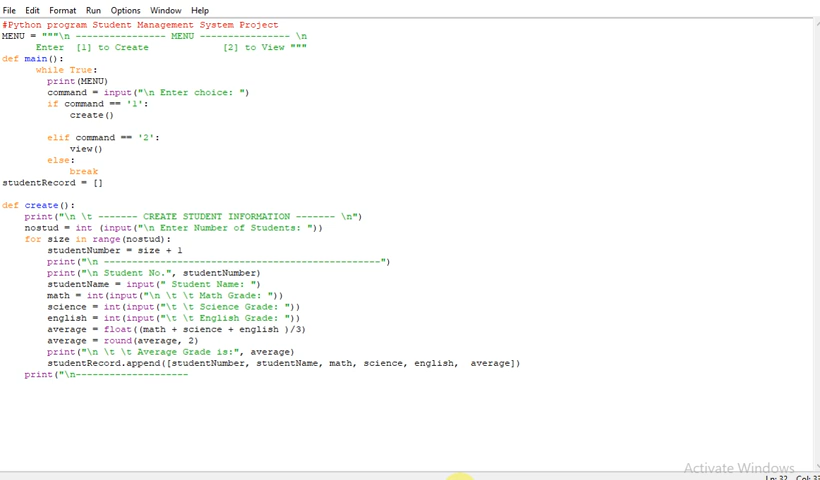 File Edit Format Run Options Window Help
#Python program Student Management System Project
MENU = """\n ---------------- MENU ---------------- \n
Enter [1] to Create [2] to View """
def main():
while True:
print(MENU)
command = input("\n Enter choice: ")
if command == '1':
create()
elif command == '2':
view()
else:
break
studentRecord = []
def create():
print("\n \t ------- CREATE STUDENT INFORMATION ------- \n")
nostud = int (input("\n Enter Number of Students: "))
for size in range(nostud):
studentNumber = size + 1
print("\n -------------------------------------------------")
print("\n Student No.", studentNumber)
studentName = input(" Student Name: ")
math = int(input("\n \t \t Math Grade: "))
science = int(input("\t \t Science Grade: "))
english = int(input("\t \t English Grade: "))
average = float((math + science + english )/3)
average = round(average, 2)
print("\n \t \t Average Grade is:", average)
studentRecord.append([studentNumber, studentName, math, science, english, average])
print("\n--------------------
Activate Windows
Ln: 32 Col: 33